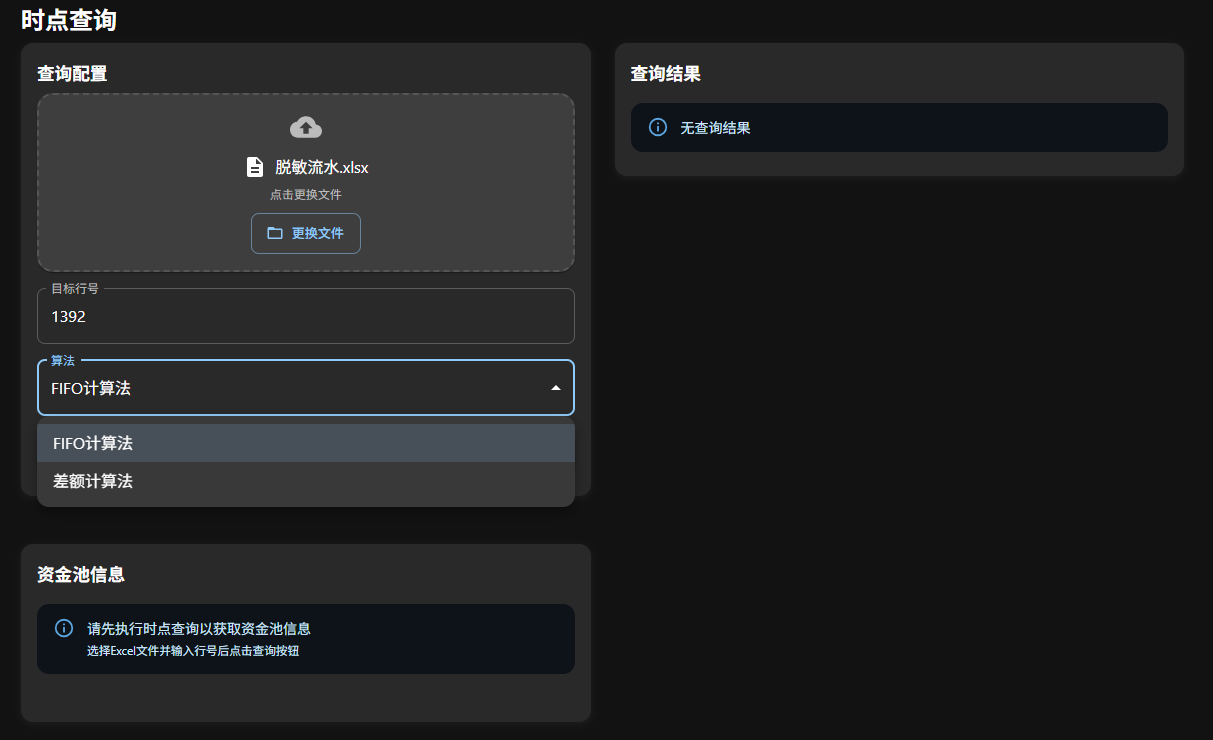 时点查询
查询配置
脱敏流水.xlsx
点击更换文件
更换文件
目标行号
1392
算法
FIFO计算法
FIFO计算法
差额计算法
资金池信息
请先执行时点查询以获取资金池信息
选择Excel文件并输入行号后点击查询按钮
查询结果
无查询结果